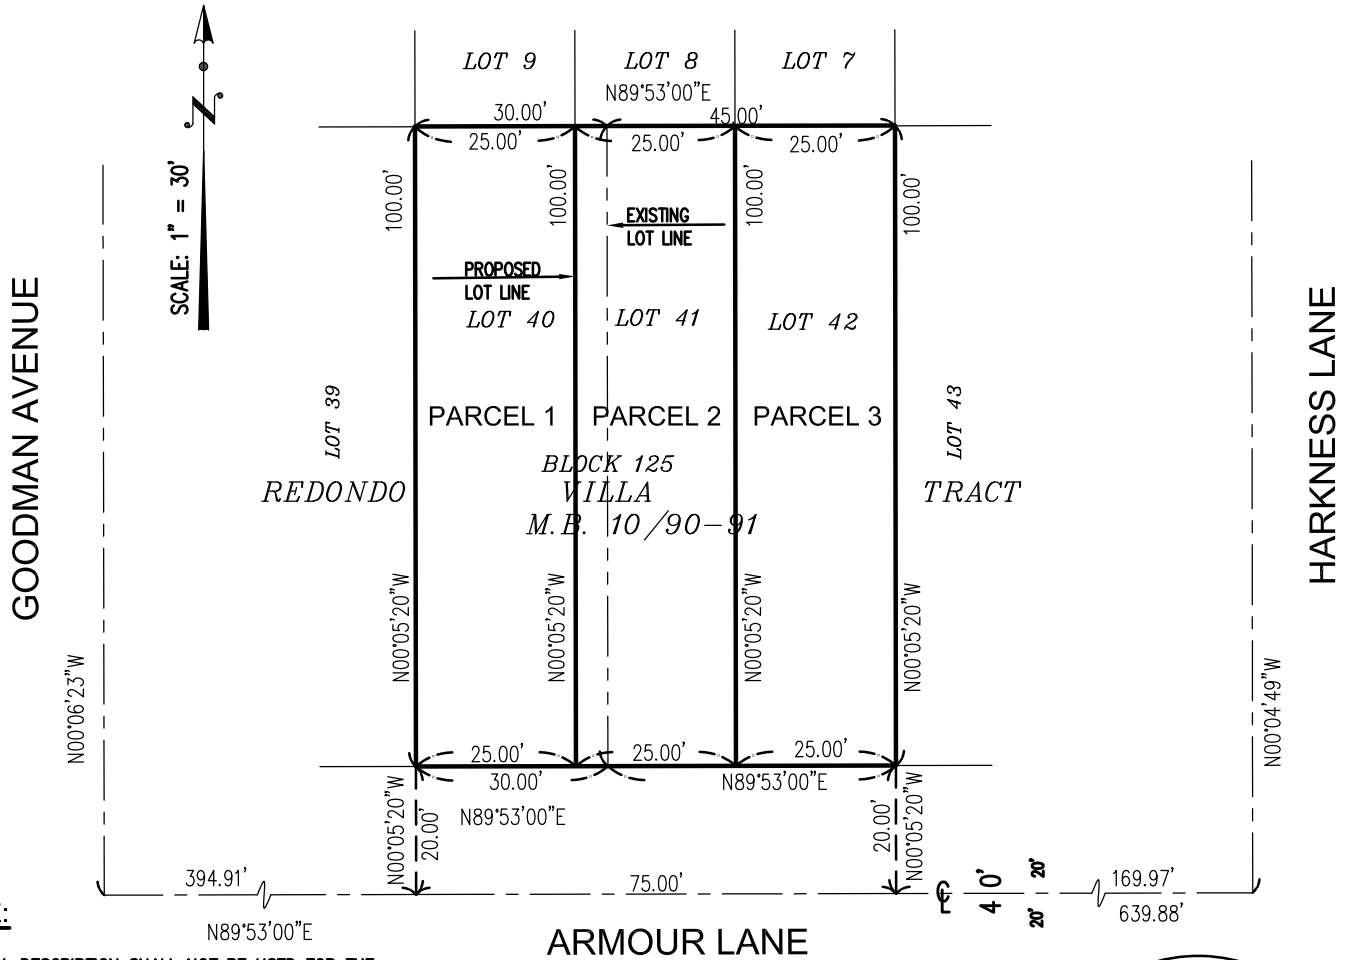 LOT 9
LOT 8
LOT 7
N89°53'00"E
30.00'
45.00'
25.00'
25.00'
25.00'
N
SCALE: 1" = 30'
100.00'
100.00'
100.00'
100.00'
EXISTING
LOT LINE
PROPOSED
LOT LINE
LOT 40
LOT 41
LOT 42
GOODMAN AVENUE
HARKNESS LANE
LOT 39
LOT 43
PARCEL 1
PARCEL 2
PARCEL 3
BLOCK 125
REDONDO VILLA TRACT
M.B. 10/90-91
N00°05'20"W
N00°05'20"W
N00°05'20"W
N00°05'20"W
N00°06'23"W
N00°04'49"W
25.00'
25.00'
25.00'
30.00'
N89°53'00"E
N89°53'00"E
N00°05'20"W
20.00'
20.00'
N00°05'20"W
394.91'
75.00'
40'
20'
20'
169.97'
639.88'
N89°53'00"E
ARMOUR LANE